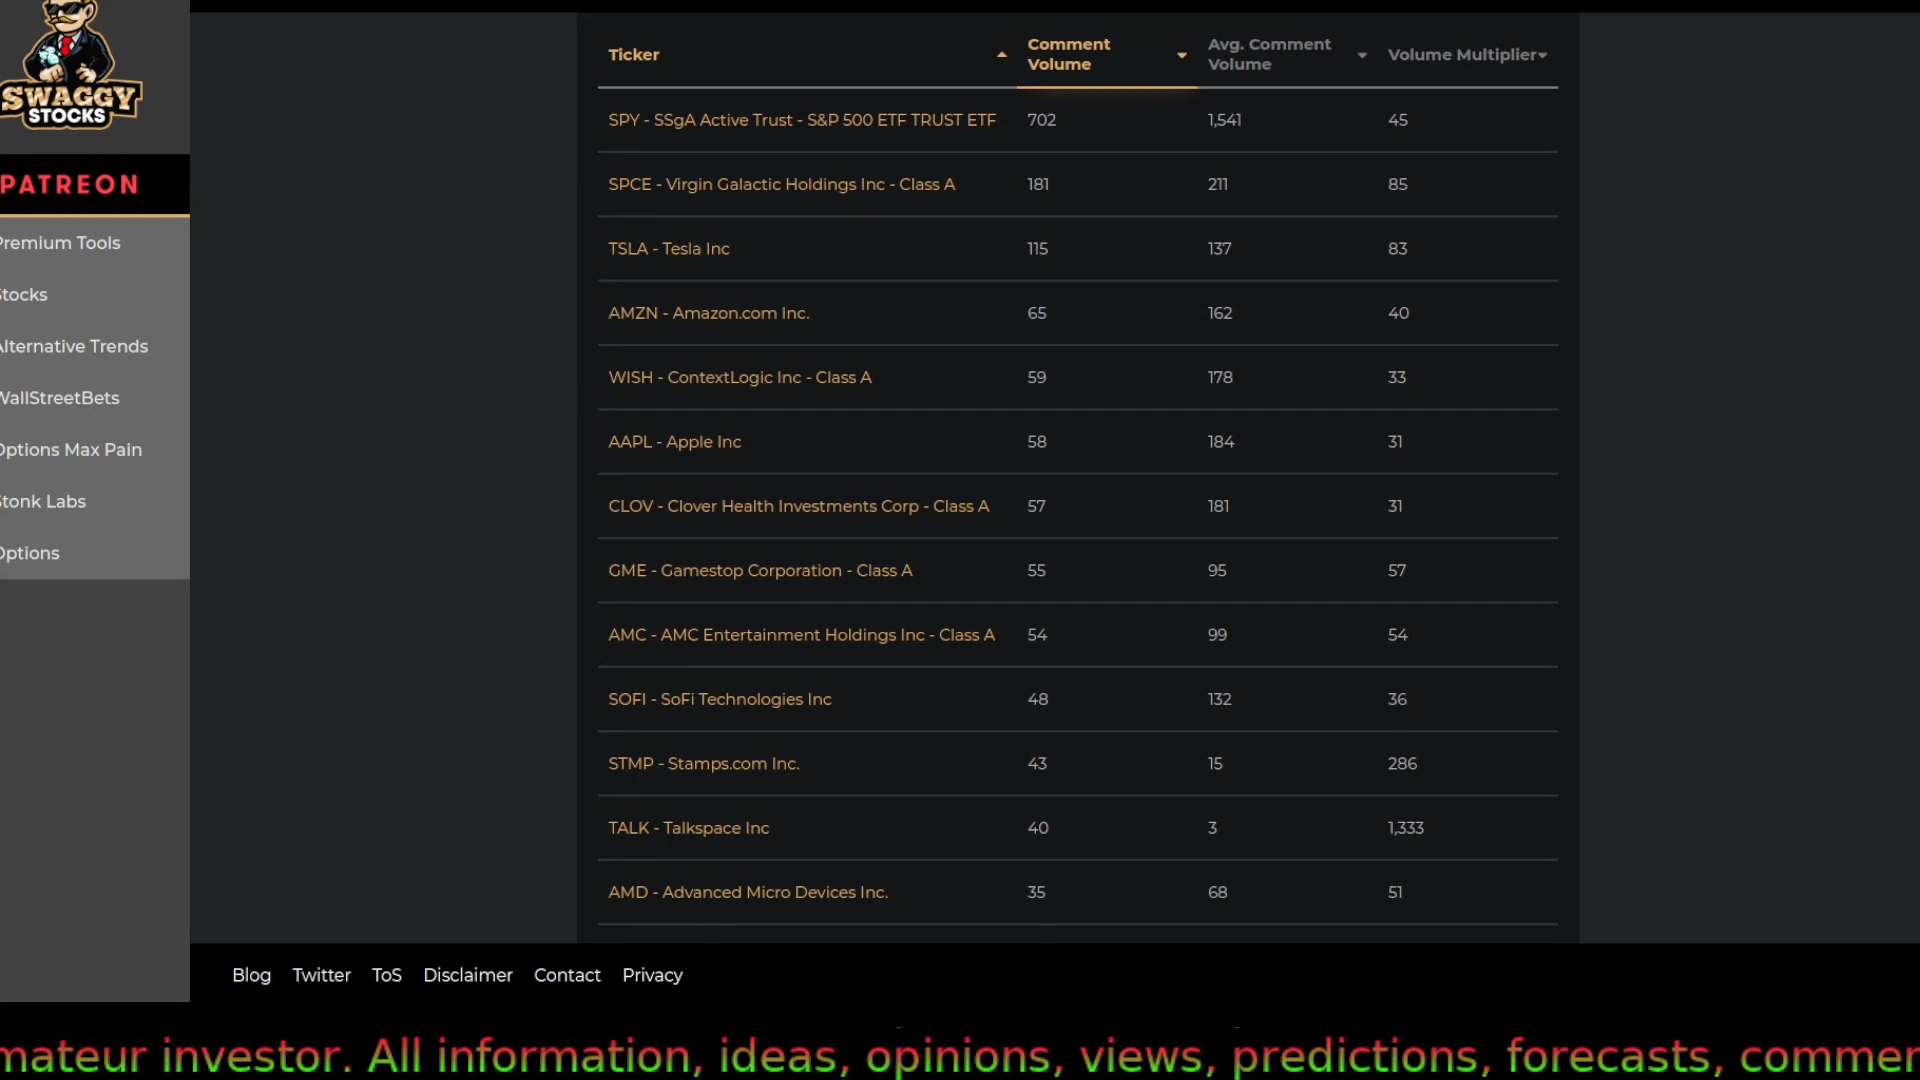 SWAGGY
STOCKS
PATREON
Premium Tools
Stocks
Alternative Trends
WallStreetBets
Options Max Pain
Stonk Labs
Options
Ticker Comment Volume Avg. Comment Volume Volume Multiplier
SPY - SSgA Active Trust - S&P 500 ETF TRUST ETF 702 1,541 45
SPCE - Virgin Galactic Holdings Inc - Class A 181 211 85
TSLA - Tesla Inc 115 137 83
AMZN - Amazon.com Inc. 65 162 40
WISH - ContextLogic Inc - Class A 59 178 33
AAPL - Apple Inc 58 184 31
CLOV - Clover Health Investments Corp - Class A 57 181 31
GME - Gamestop Corporation - Class A 55 95 57
AMC - AMC Entertainment Holdings Inc - Class A 54 99 54
SOFI - SoFi Technologies Inc 48 132 36
STMP - Stamps.com Inc. 43 15 286
TALK - Talkspace Inc 40 3 1,333
AMD - Advanced Micro Devices Inc. 35 68 51
Blog Twitter ToS Disclaimer Contact Privacy
mateur investor. All information, ideas, opinions, views, predictions, forecasts, commer